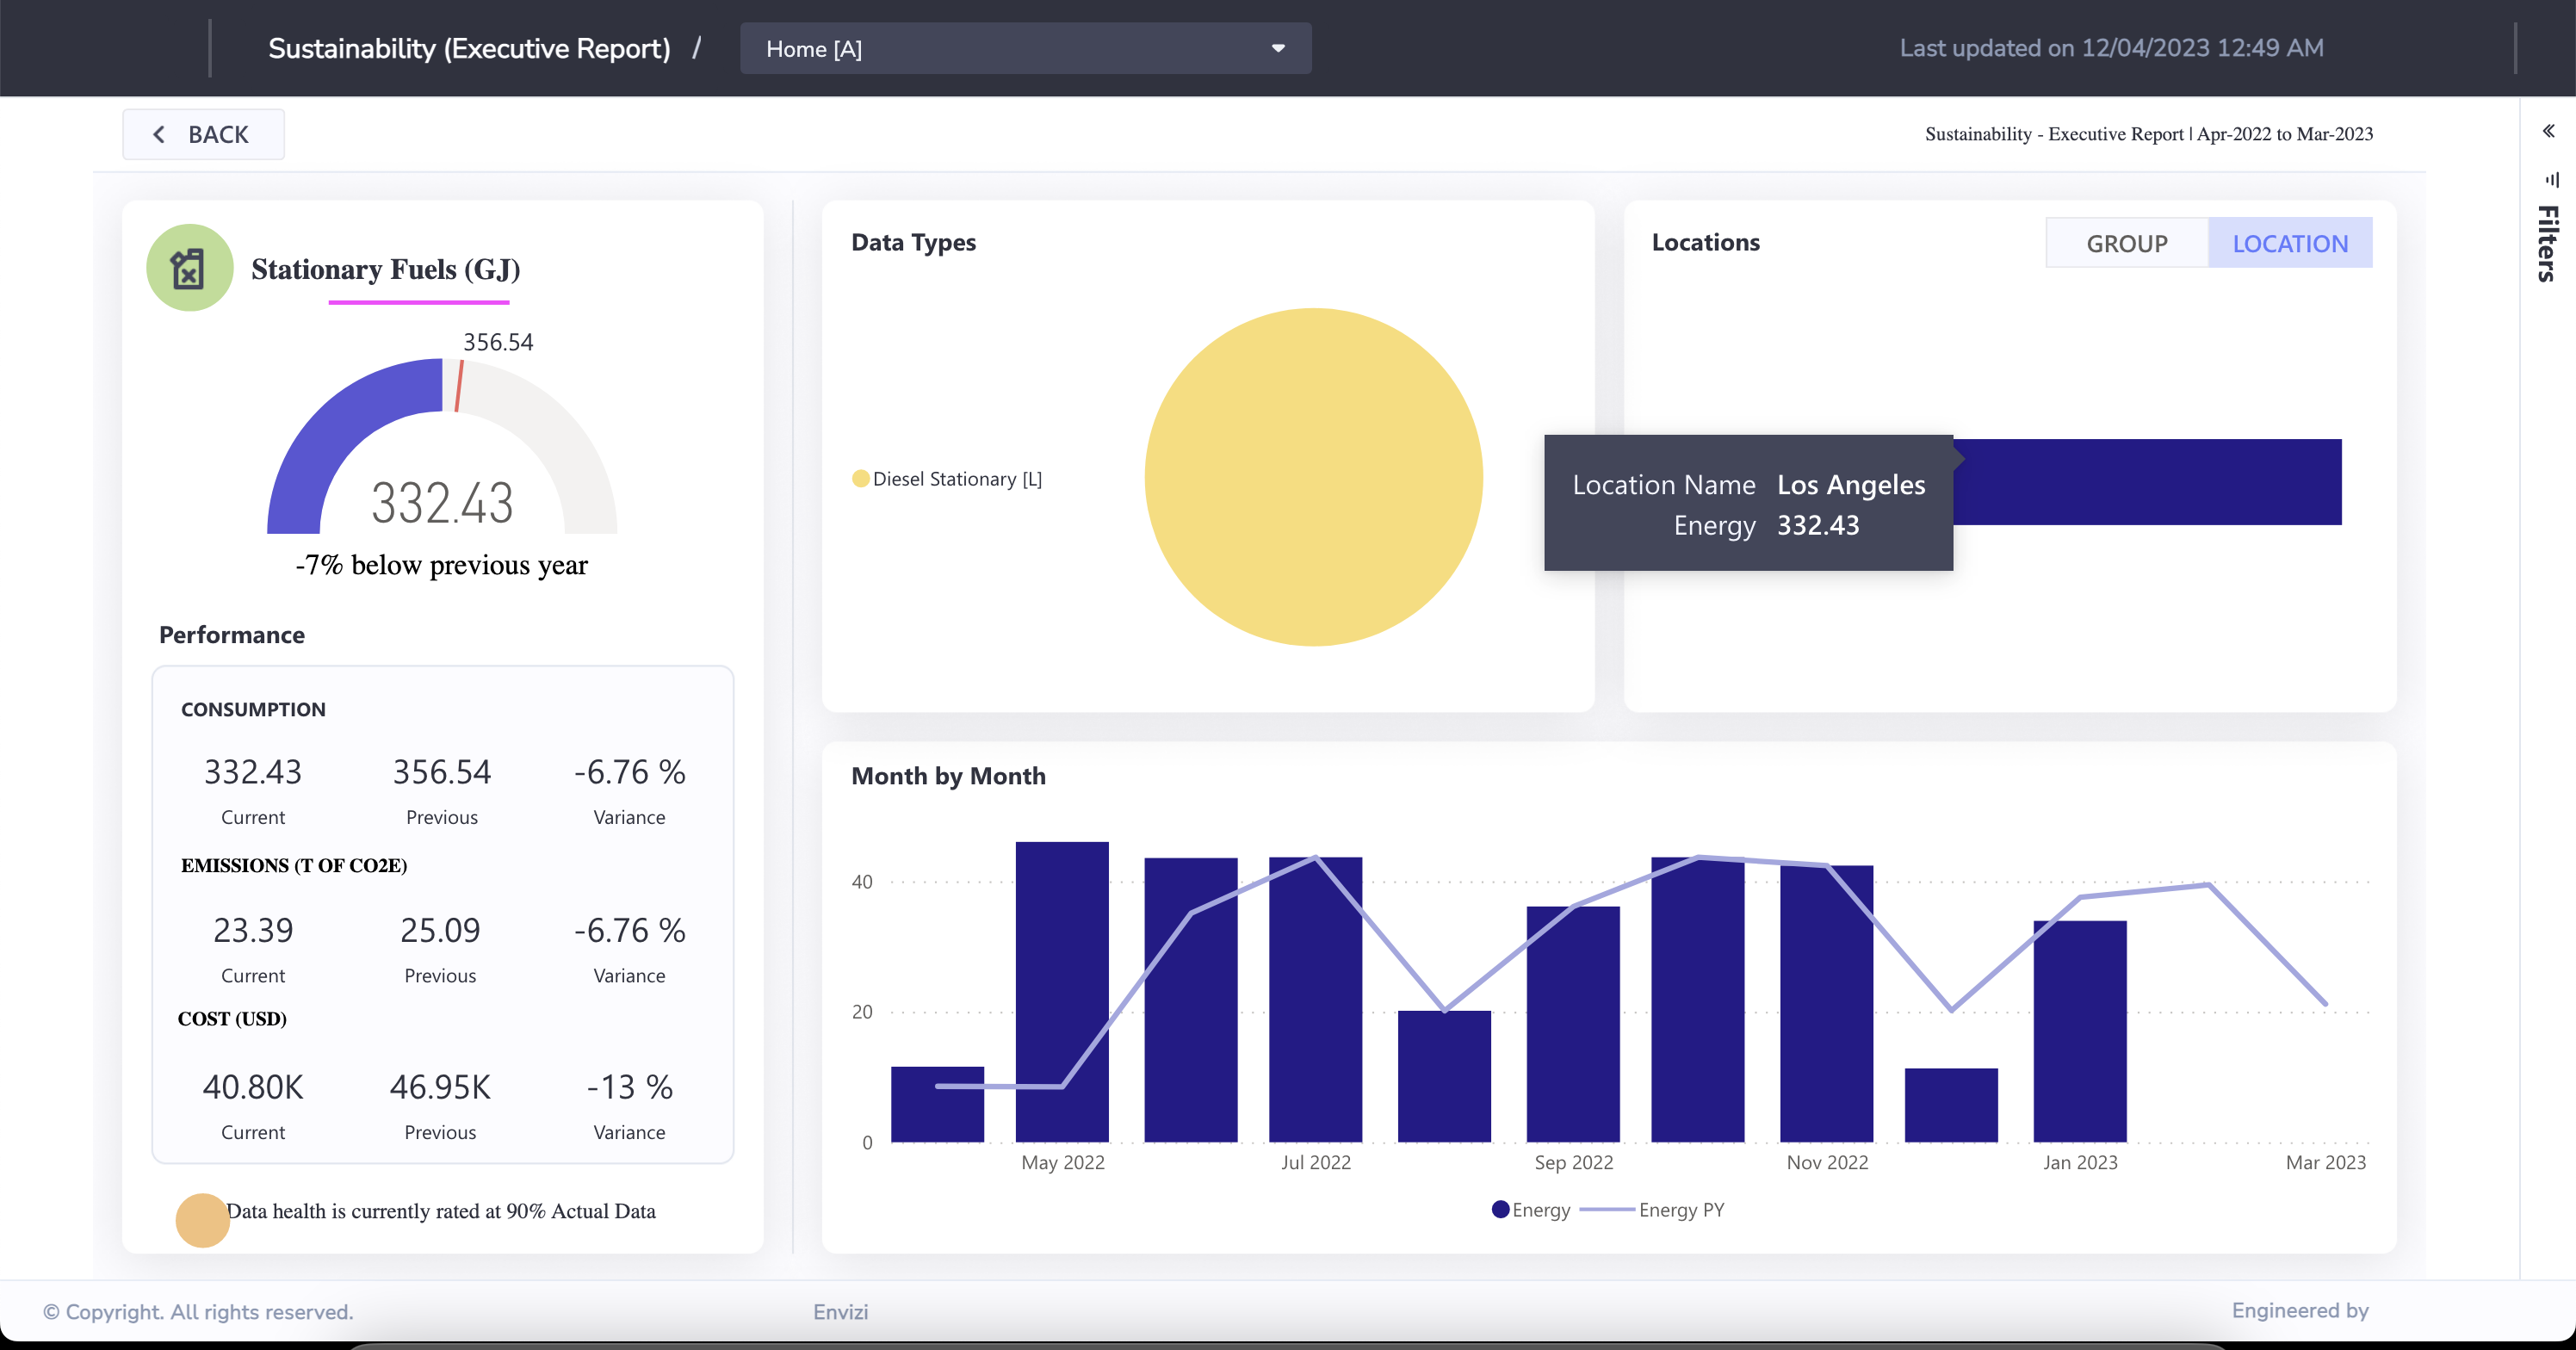 Sustainability (Executive Report) / Home [A]
Last updated on 12/04/2023 12:49 AM
BACK
Sustainability - Executive Report | Apr-2022 to Mar-2023
Filters
Stationary Fuels (GJ)
356.54
332.43
-7% below previous year
Performance
CONSUMPTION
332.43 356.54 -6.76 %
Current Previous Variance
EMISSIONS (T OF CO2E)
23.39 25.09 -6.76 %
Current Previous Variance
COST (USD)
40.80K 46.95K -13 %
Current Previous Variance
Data health is currently rated at 90% Actual Data
Data Types
Diesel Stationary [L]
Locations
GROUP LOCATION
Location Name Los Angeles
Energy 332.43
Month by Month
40
20
0
May 2022 Jul 2022 Sep 2022 Nov 2022 Jan 2023 Mar 2023
Energy Energy PY
© Copyright. All rights reserved.
Envizi
Engineered by